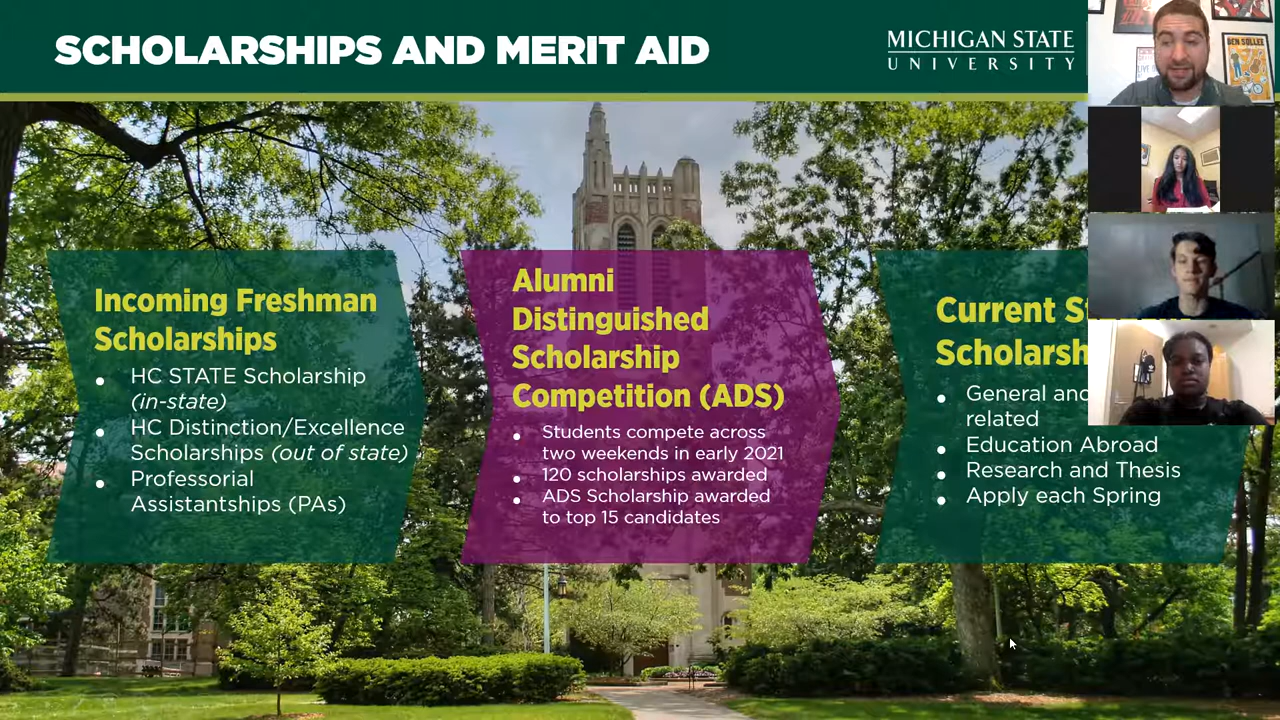 SCHOLARSHIPS AND MERIT AID
MICHIGAN STATE
UNIVERSITY
BEN SOLLEE
Incoming Freshman
Scholarships
• HC STATE Scholarship
(in-state)
• HC Distinction/Excellence
Scholarships (out of state)
• Professorial
Assistantships (PAs)
Alumni
Distinguished
Scholarship
Competition (ADS)
• Students compete across
two weekends in early 2021
• 120 scholarships awarded
• ADS Scholarship awarded
to top 15 candidates
Current
• General and
related
• Education Abroad
• Research and Thesis
• Apply each Spring